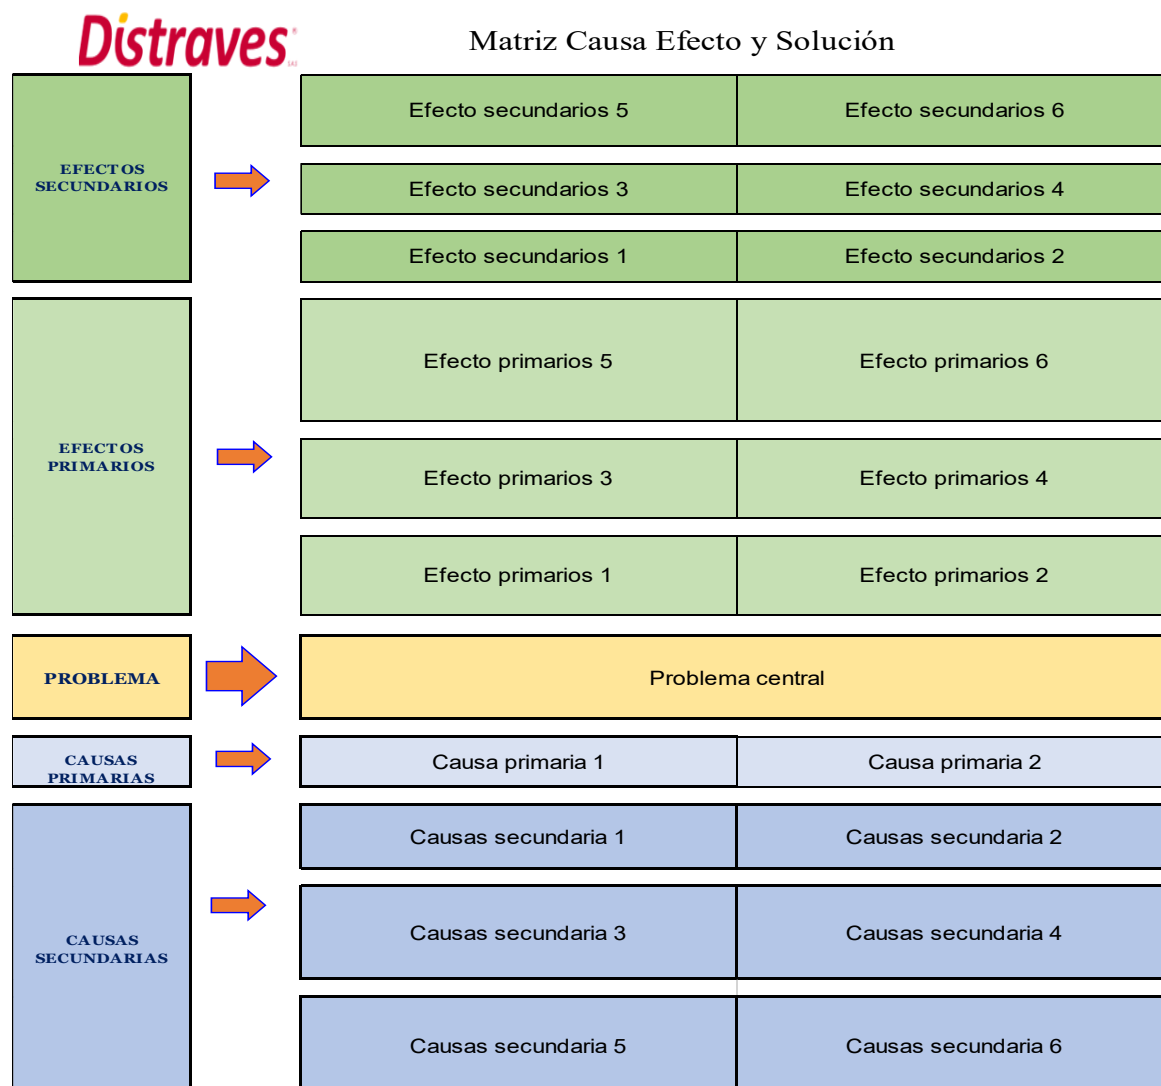 Distraves SAS
Matriz Causa Efecto y Solución
EFECTOS
SECUNDARIOS
Efecto secundarios 5
Efecto secundarios 6
Efecto secundarios 3
Efecto secundarios 4
Efecto secundarios 1
Efecto secundarios 2
EFECTOS
PRIMARIOS
Efecto primarios 5
Efecto primarios 6
Efecto primarios 3
Efecto primarios 4
Efecto primarios 1
Efecto primarios 2
PROBLEMA
Problema central
CAUSAS
PRIMARIAS
Causa primaria 1
Causa primaria 2
CAUSAS
SECUNDARIAS
Causas secundaria 1
Causas secundaria 2
Causas secundaria 3
Causas secundaria 4
Causas secundaria 5
Causas secundaria 6